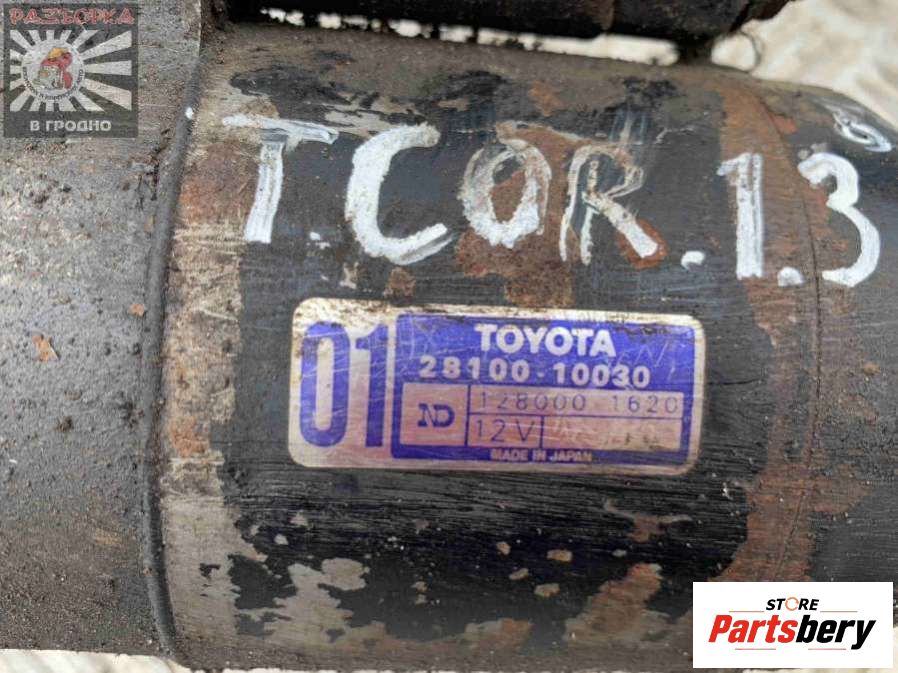 РАЗБОРКА
В ГРОДНО
T.COR.1.3
01
TOYOTA
28100-10030
ND
128000 1620
12V
MADE IN JAPAN
STORE
Partsbery